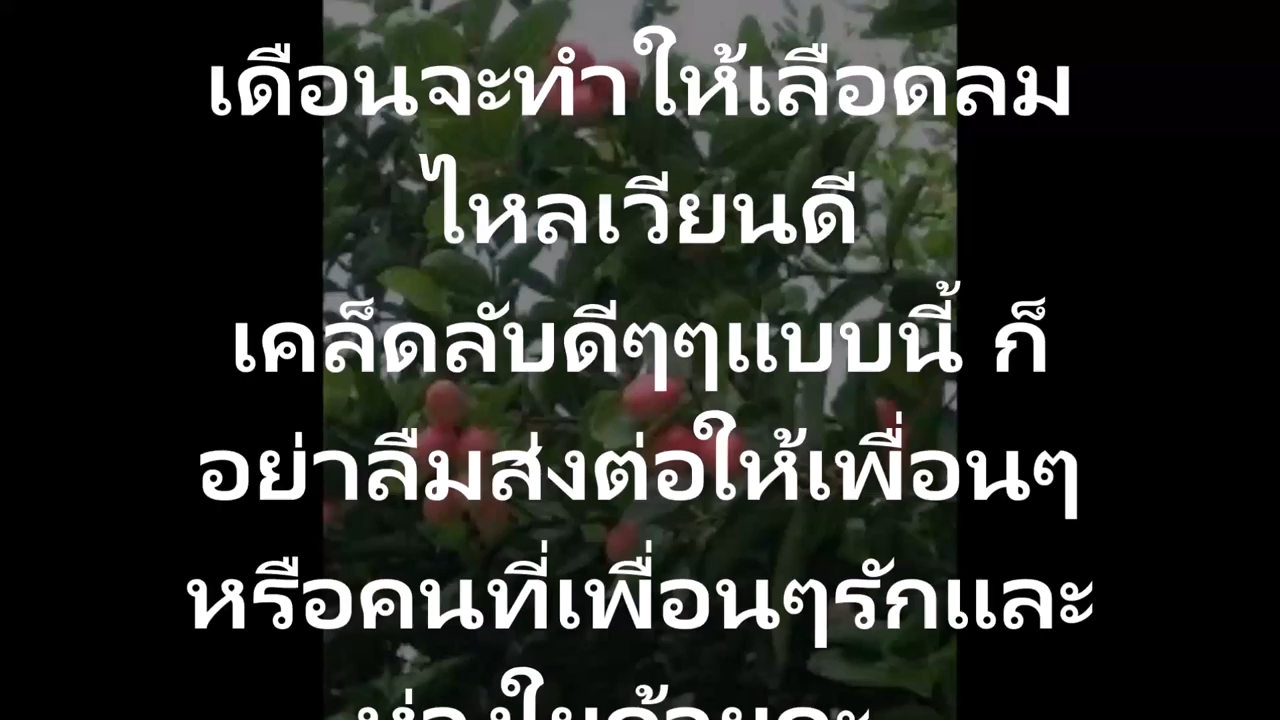 เดือนจะทำให้เลือดลม
ไหลเวียนดี
เคล็ดลับดีๆๆแบบนี้ ก็
อย่าลืมส่งต่อให้เพื่อนๆ
หรือคนที่เพื่อนๆรักและ